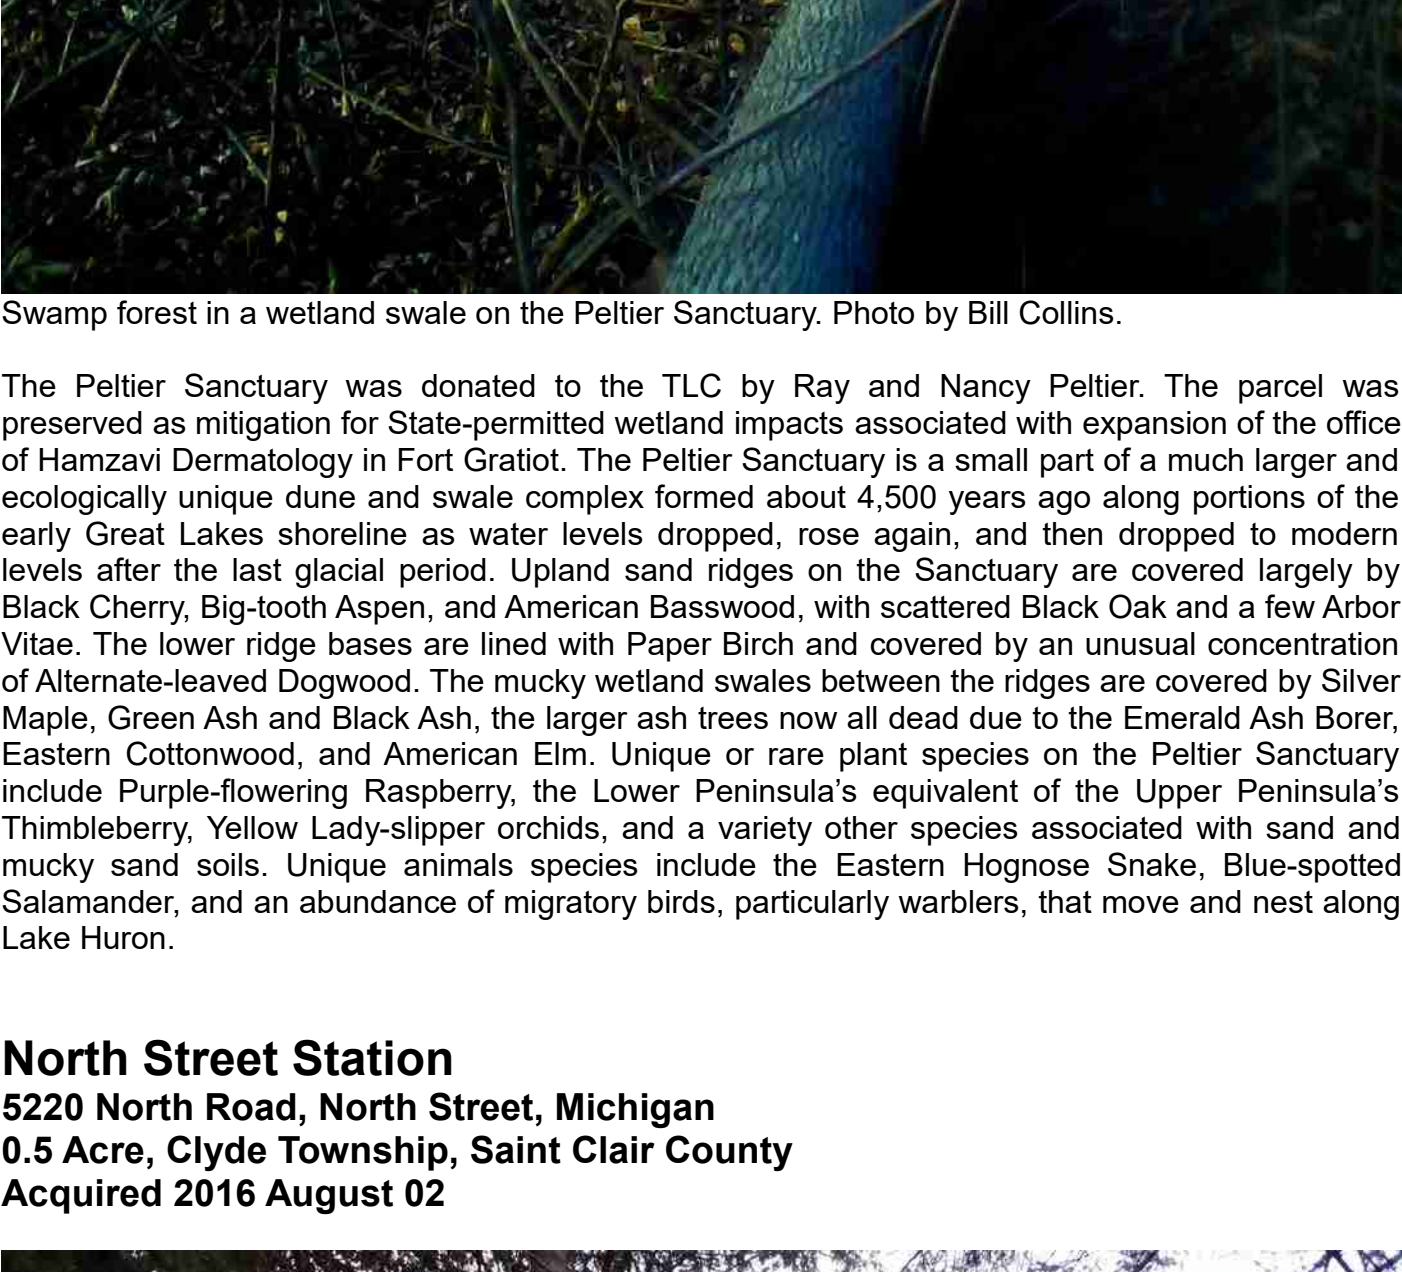 Swamp forest in a wetland swale on the Peltier Sanctuary. Photo by Bill Collins.
The Peltier Sanctuary was donated to the TLC by Ray and Nancy Peltier. The parcel was
preserved as mitigation for State-permitted wetland impacts associated with expansion of the office
of Hamzavi Dermatology in Fort Gratiot. The Peltier Sanctuary is a small part of a much larger and
ecologically unique dune and swale complex formed about 4,500 years ago along portions of the
early Great Lakes shoreline as water levels dropped, rose again, and then dropped to modern
levels after the last glacial period. Upland sand ridges on the Sanctuary are covered largely by
Black Cherry, Big-tooth Aspen, and American Basswood, with scattered Black Oak and a few Arbor
Vitae. The lower ridge bases are lined with Paper Birch and covered by an unusual concentration
of Alternate-leaved Dogwood. The mucky wetland swales between the ridges are covered by Silver
Maple, Green Ash and Black Ash, the larger ash trees now all dead due to the Emerald Ash Borer,
Eastern Cottonwood, and American Elm. Unique or rare plant species on the Peltier Sanctuary
include Purple-flowering Raspberry, the Lower Peninsula’s equivalent of the Upper Peninsula’s
Thimbleberry, Yellow Lady-slipper orchids, and a variety other species associated with sand and
mucky sand soils. Unique animals species include the Eastern Hognose Snake, Blue-spotted
Salamander, and an abundance of migratory birds, particularly warblers, that move and nest along
Lake Huron.
North Street Station
5220 North Road, North Street, Michigan
0.5 Acre, Clyde Township, Saint Clair County
Acquired 2016 August 02